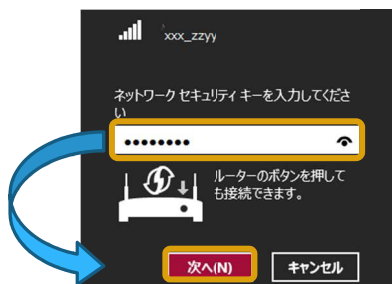 xxx_zzyy
ネットワーク セキュリティ キーを入力してくださ
い
••••••••
ルーターのボタンを押して
も接続できます。
次へ(N) キャンセル